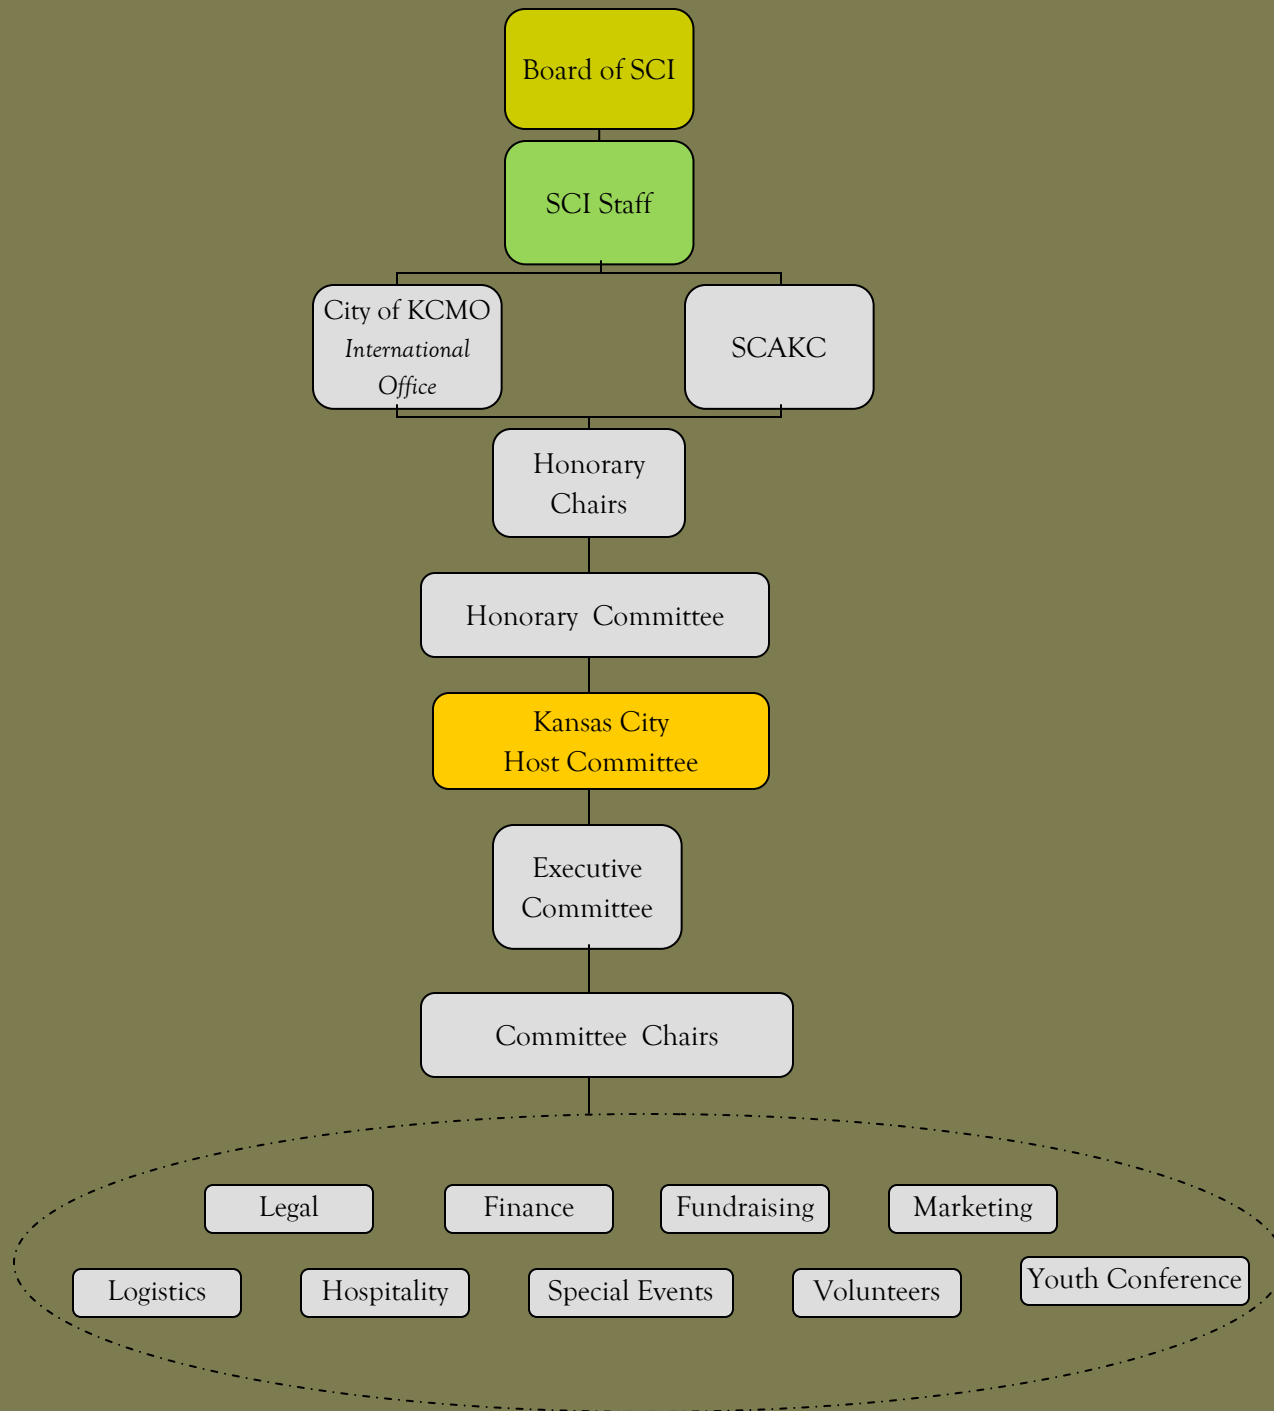 Board of SCI
SCI Staff
City of KCMO
International
Office
SCAKC
Honorary
Chairs
Honorary Committee
Kansas City
Host Committee
Executive
Committee
Committee Chairs
Legal
Finance
Fundraising
Marketing
Logistics
Hospitality
Special Events
Volunteers
Youth Conference